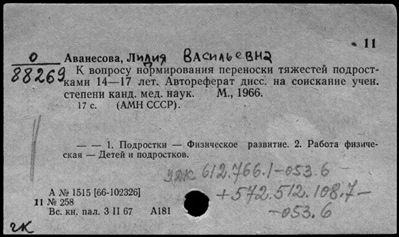 11
О
88269
Аванесова, Лидия Васильевна
К вопросу нормирования переноски тяжестей подрост-
ками 14—17 лет. Автореферат дисс. на соискание учен.
степени канд. мед. наук. М., 1966.
17 с. (АМН СССР).
— — 1. Подростки — Физическое развитие. 2. Работа физиче-
ская — Детей и подростков.
УДК 612.766.1-053.6
+572.512.108.7-
-053.6
А № 1515 [66-102326]
11 № 258
Вс. кн. пал. 3 II 67 А181
чк